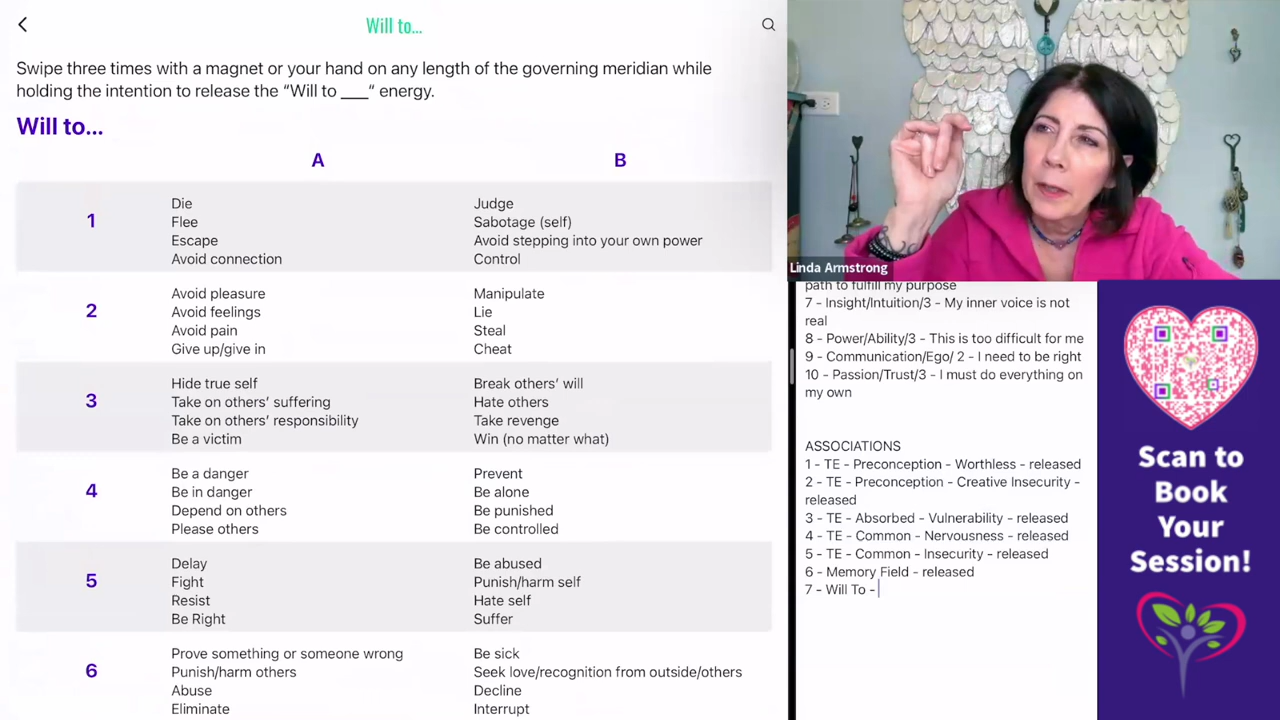 Will to...
Swipe three times with a magnet or your hand on any length of the governing meridian while
holding the intention to release the “Will to ___“ energy.
Will to...
A B
1
Die Judge
Flee Sabotage (self)
Escape Avoid stepping into your own power
Avoid connection Control
2
Avoid pleasure Manipulate
Avoid feelings Lie
Avoid pain Steal
Give up/give in Cheat
3
Hide true self Break others’ will
Take on others’ suffering Hate others
Take on others’ responsibility Take revenge
Be a victim Win (no matter what)
4
Be a danger Prevent
Be in danger Be alone
Depend on others Be punished
Please others Be controlled
5
Delay Be abused
Fight Punish/harm self
Resist Hate self
Be Right Suffer
6
Prove something or someone wrong Be sick
Punish/harm others Seek love/recognition from outside/others
Abuse Decline
Eliminate Interrupt
Linda Armstrong
path to fulfill my purpose
7 - Insight/Intuition/3 - My inner voice is not
real
8 - Power/Ability/3 - This is too difficult for me
9 - Communication/Ego/ 2 - I need to be right
10 - Passion/Trust/3 - I must do everything on
my own
ASSOCIATIONS
1 - TE - Preconception - Worthless - released
2 - TE - Preconception - Creative Insecurity -
released
3 - TE - Absorbed - Vulnerability - released
4 - TE - Common - Nervousness - released
5 - TE - Common - Insecurity - released
6 - Memory Field - released
7 - Will To -
Scan to
Book
Your
Session!